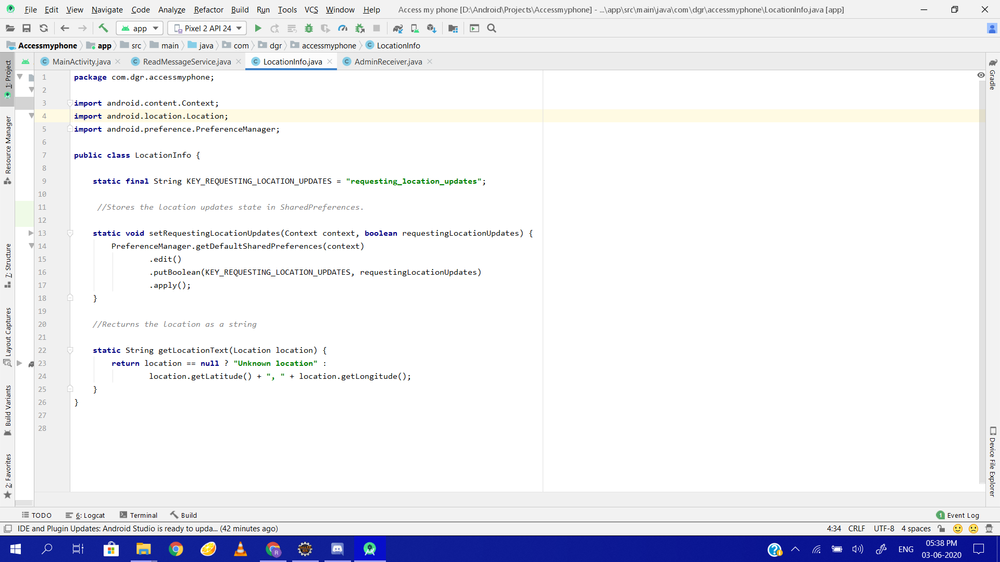 File Edit View Navigate Code Analyze Refactor Build Run Tools VCS Window Help Access my phone [D:\Android\Projects\Accessmyphone] - ...\app\src\main\java\com\dgr\accessmyphone\LocationInfo.java [app]
app Pixel 2 API 24
Accessmyphone app src main java com dgr accessmyphone LocationInfo
MainActivity.java ReadMessageService.java LocationInfo.java AdminReceiver.java
1: Project
Resource Manager
7: Structure
Layout Captures
Build Variants
2: Favorites
1 package com.dgr.accessmyphone;
2
3 import android.content.Context;
4 import android.location.Location;
5 import android.preference.PreferenceManager;
6
7 public class LocationInfo {
8
9 static final String KEY_REQUESTING_LOCATION_UPDATES = "requesting_location_updates";
10
11 //Stores the location updates state in SharedPreferences.
12
13 static void setRequestingLocationUpdates(Context context, boolean requestingLocationUpdates) {
14 PreferenceManager.getDefaultSharedPreferences(context)
15 .edit()
16 .putBoolean(KEY_REQUESTING_LOCATION_UPDATES, requestingLocationUpdates)
17 .apply();
18 }
19
20 //Recturns the location as a string
21
22 static String getLocationText(Location location) {
23 return location == null ? "Unknown location" :
24 location.getLatitude() + ", " + location.getLongitude();
25 }
26 }
27
28
Gradle
Device File Explorer
TODO 6: Logcat Terminal Build 1 Event Log
IDE and Plugin Updates: Android Studio is ready to upda... (42 minutes ago) 4:34 CRLF UTF-8 4 spaces
ENG 05:38 PM
03-06-2020